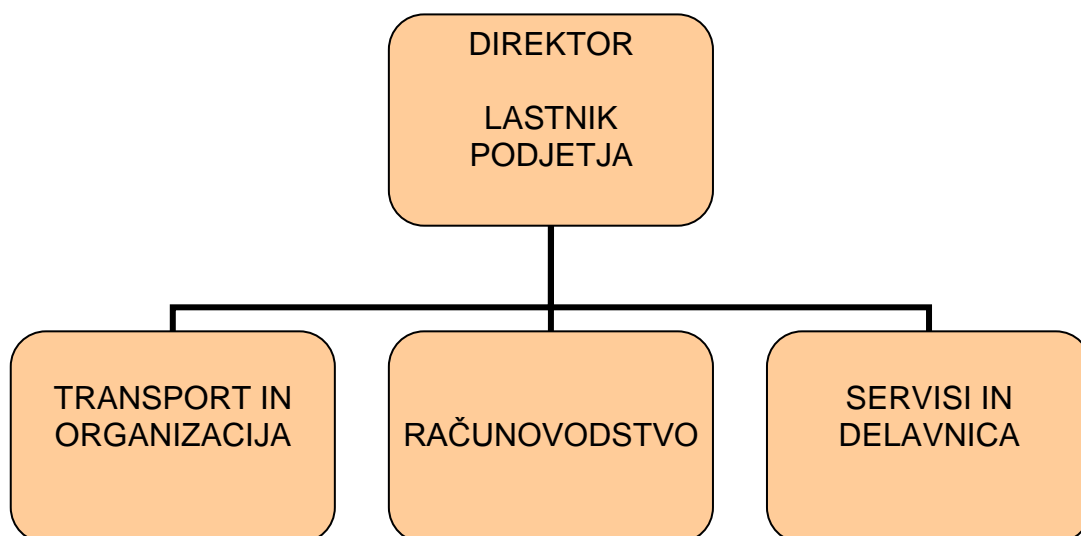 DIREKTOR
LASTNIK
PODJETJA
TRANSPORT IN
ORGANIZACIJA
RAČUNOVODSTVO
SERVISI IN
DELAVNICA